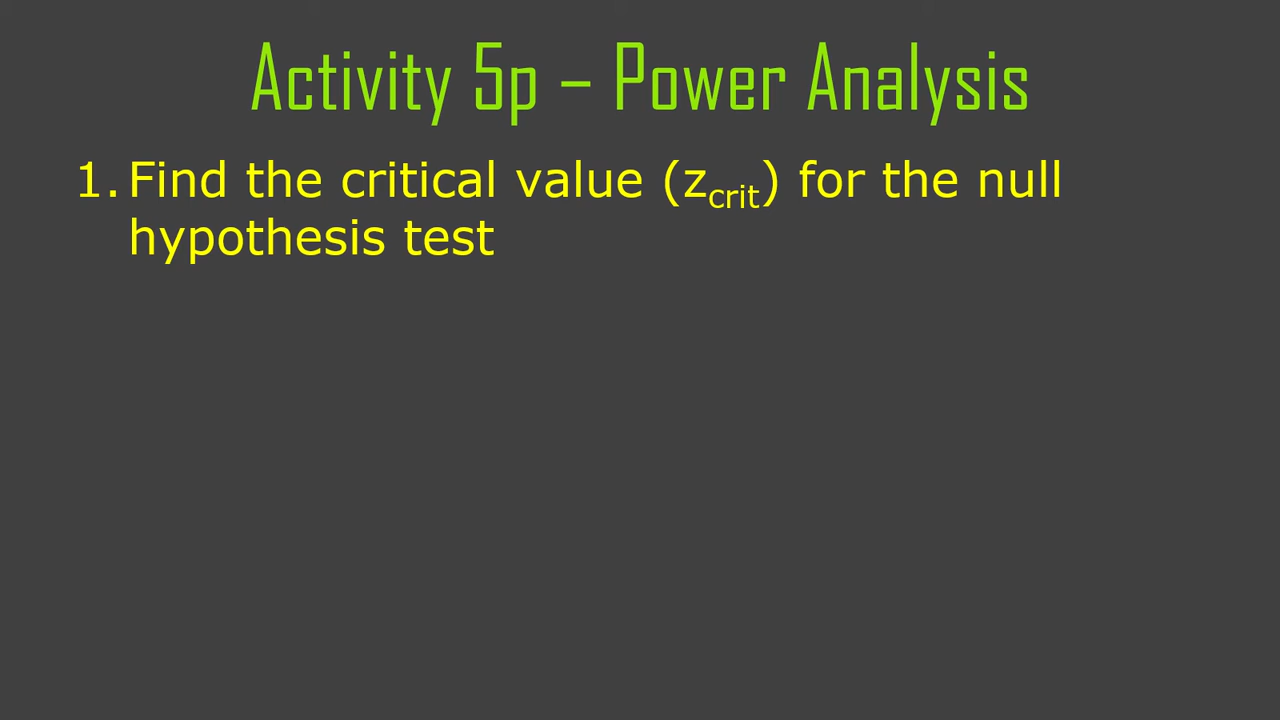 Activity 5p – Power Analysis
1. Find the critical value (zcrit) for the null
hypothesis test